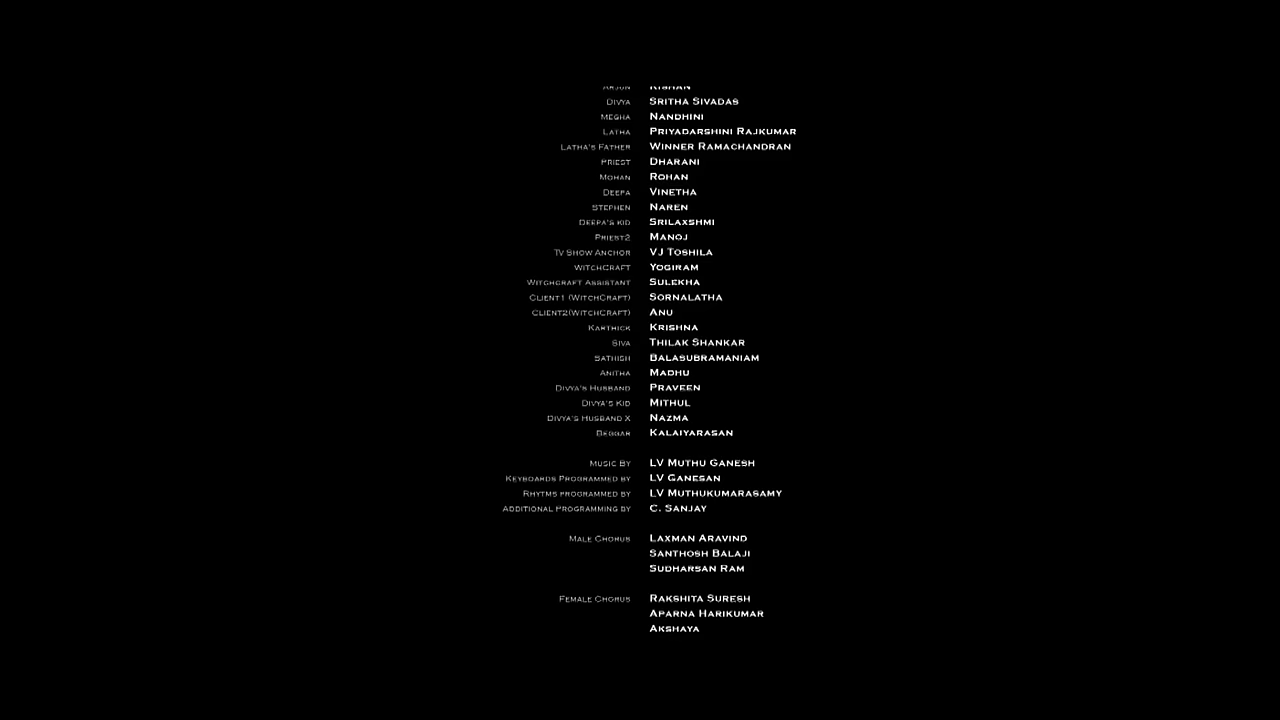 Arjun Kishan
Divya Sritha Sivadas
Megha Nandhini
Latha Priyadarshini Rajkumar
Latha's Father Winner Ramachandran
Priest Dharani
Mohan Rohan
Deepa Vinetha
Stephen Naren
Deepa's kid Srilaxshmi
Priest2 Manoj
TV Show Anchor VJ Toshila
WitchCraft Yogiram
Witchcraft Assistant Sulekha
Client1 (WitchCraft) Sornalatha
Client2(WitchCraft) Anu
Karthick Krishna
Siva Thilak Shankar
Sathish Balasubramaniam
Anitha Madhu
Divya's Husband Praveen
Divya's Kid Mithul
Divya's Husband X Nazma
Beggar Kalaiyarasan
Music By LV Muthu Ganesh
Keyboards Programmed by LV Ganesan
Rhytms programmed by LV Muthukumarasamy
Additional Programming by C. Sanjay
Male Chorus Laxman Aravind
Santhosh Balaji
Sudharsan Ram
Female Chorus Rakshita Suresh
Aparna Harikumar
Akshaya